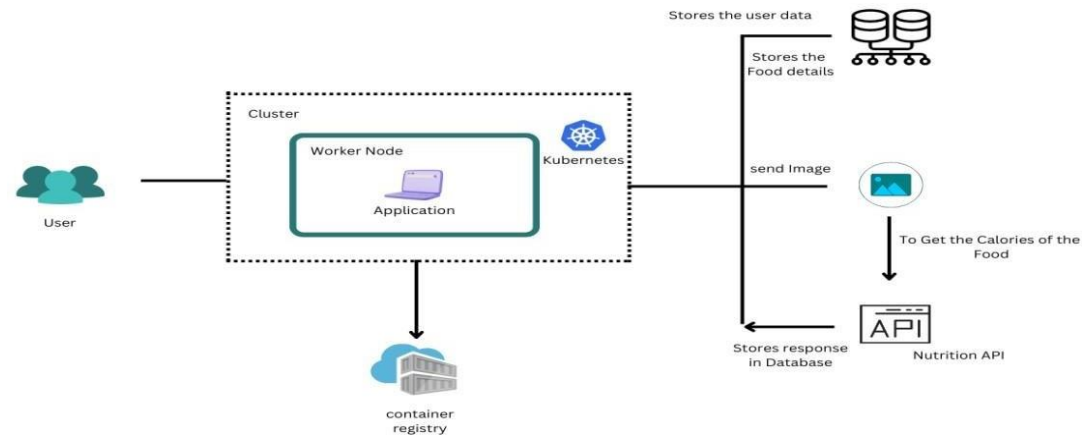 Stores the user data
Stores the
Food details
Cluster
Worker Node
Kubernetes
Application
User
send Image
To Get the Calories of the
Food
API
Nutrition API
Stores response
in Database
container
registry